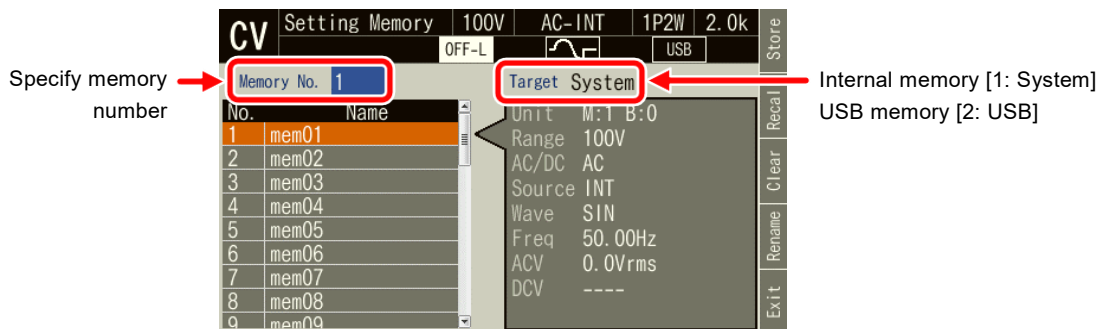 CV Setting Memory 100V AC-INT 1P2W 2.0k
OFF-L USB
Specify memory
number
Memory No. 1
Target System
Internal memory [1: System]
USB memory [2: USB]
No. Name
1 mem01
2 mem02
3 mem03
4 mem04
5 mem05
6 mem06
7 mem07
8 mem08
9 mem09
Unit M:1 B:0
Range 100V
AC/DC AC
Source INT
Wave SIN
Freq 50.00Hz
ACV 0.0Vrms
DCV ----
Store
Recal
Clear
Rename
Exit